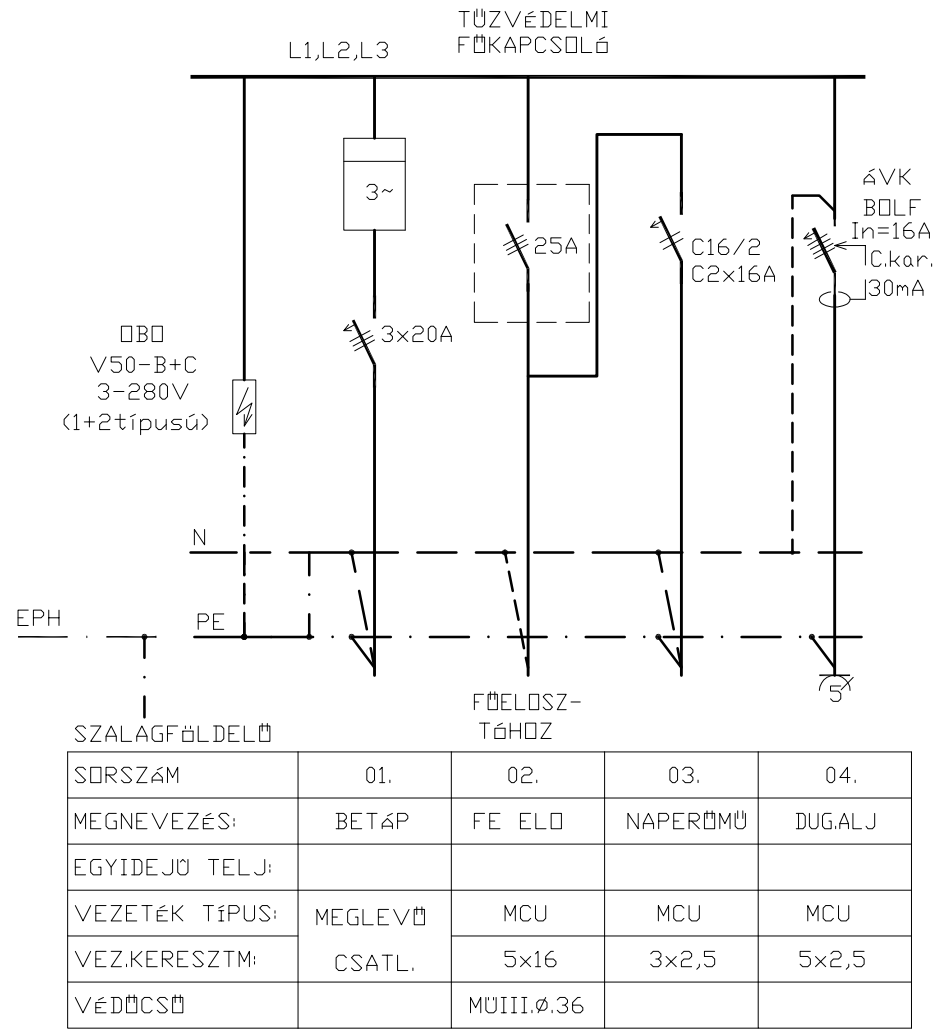 TŰZVÉDELMI
FŐKAPCSOLÓ
L1,L2,L3
3~
25A
C16/2
C2x16A
ÁVK
BOLF
In=16A
C.kar.
30mA
3x20A
OBO
V50-B+C
3-280V
(1+2típusú)
N
EPH
PE
5
FŐELOSZ-
TÓHOZ
SZALAGFÖLDELŐ
SORSZÁM 01. 02. 03. 04.
MEGNEVEZÉS: BETÁP FE ELO NAPERŐMŰ DUG.ALJ
EGYIDEJŰ TELJ:
VEZETÉK TÍPUS: MEGLEVŐ MCU MCU MCU
VEZ.KERESZTM: CSATL. 5x16 3x2,5 5x2,5
VÉDŐCSŐ MÜIII.Ø.36